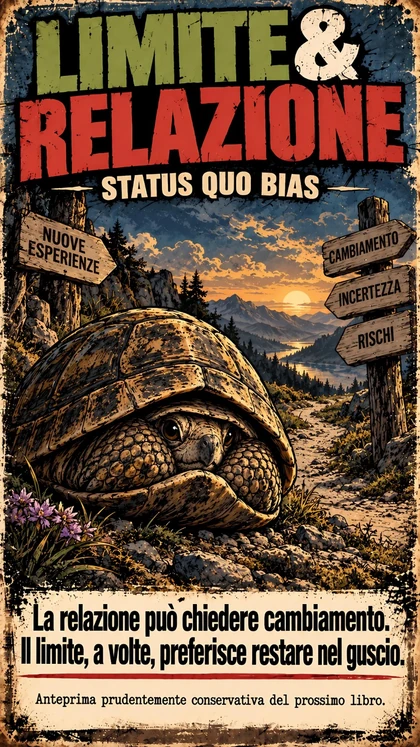 LIMITE&
RELAZIONE
STATUS QUO BIAS
NUOVE
ESPERIENZE
CAMBIAMENTO
INCERTEZZA
RISCHI
La relazione può chiedere cambiamento.
Il limite, a volte, preferisce restare nel guscio.
Anteprima prudentemente conservativa del prossimo libro.